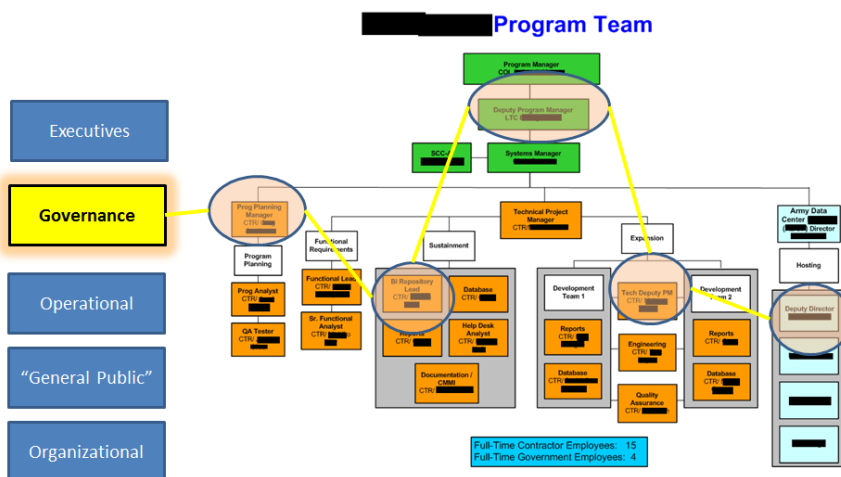 Program Team
Program Manager
COL
Deputy Program Manager
LTC
SCC-
Systems Manager
Executives
Governance
Operational
“General Public”
Organizational
Prog Planning
Manager
CTR/
Technical Project
Manager
CTR/
Army Data
Center
Director
Functional
Requirements
Sustainment
Expansion
Program
Planning
Hosting
Functional Lead
CTR/
BI Repository
Lead
CTR/
Database
CTR/
Development
Team 1
Tech Deputy PM
CTR/
Development
Team 2
Prog Analyst
CTR/
Deputy Director
Sr. Functional
Analyst
CTR/
QA Tester
CTR/
Reports
CTR/
Help Desk
Analyst
CTR/
Reports
CTR/
Engineering
CTR/
Reports
CTR/
Documentation /
CMMI
CTR/
Database
CTR/
Quality
Assurance
CTR/
Database
CTR/
Full-Time Contractor Employees: 15
Full-Time Government Employees: 4